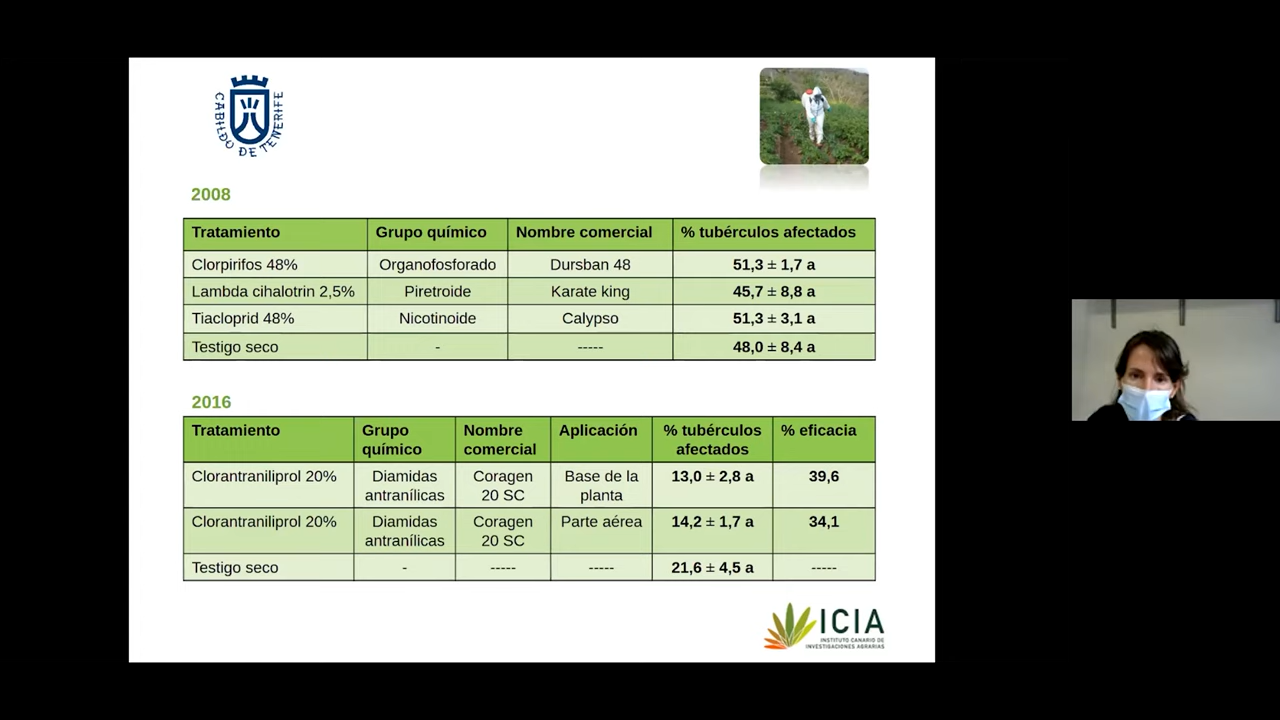 CABILDO DE TENERIFE
2008
Tratamiento Grupo químico Nombre comercial % tubérculos afectados
Clorpirifos 48% Organofosforado Dursban 48 51,3 ± 1,7 a
Lambda cihalotrin 2,5% Piretroide Karate king 45,7 ± 8,8 a
Tiacloprid 48% Nicotinoide Calypso 51,3 ± 3,1 a
Testigo seco - ----- 48,0 ± 8,4 a
2016
Tratamiento Grupo Nombre Aplicación % tubérculos % eficacia
químico comercial afectados
Clorantraniliprol 20% Diamidas Coragen Base de la 13,0 ± 2,8 a 39,6
antranílicas 20 SC planta
Clorantraniliprol 20% Diamidas Coragen Parte aérea 14,2 ± 1,7 a 34,1
antranílicas 20 SC
Testigo seco - ----- ----- 21,6 ± 4,5 a -----
ICIA
INSTITUTO CANARIO DE
INVESTIGACIONES AGRARIAS